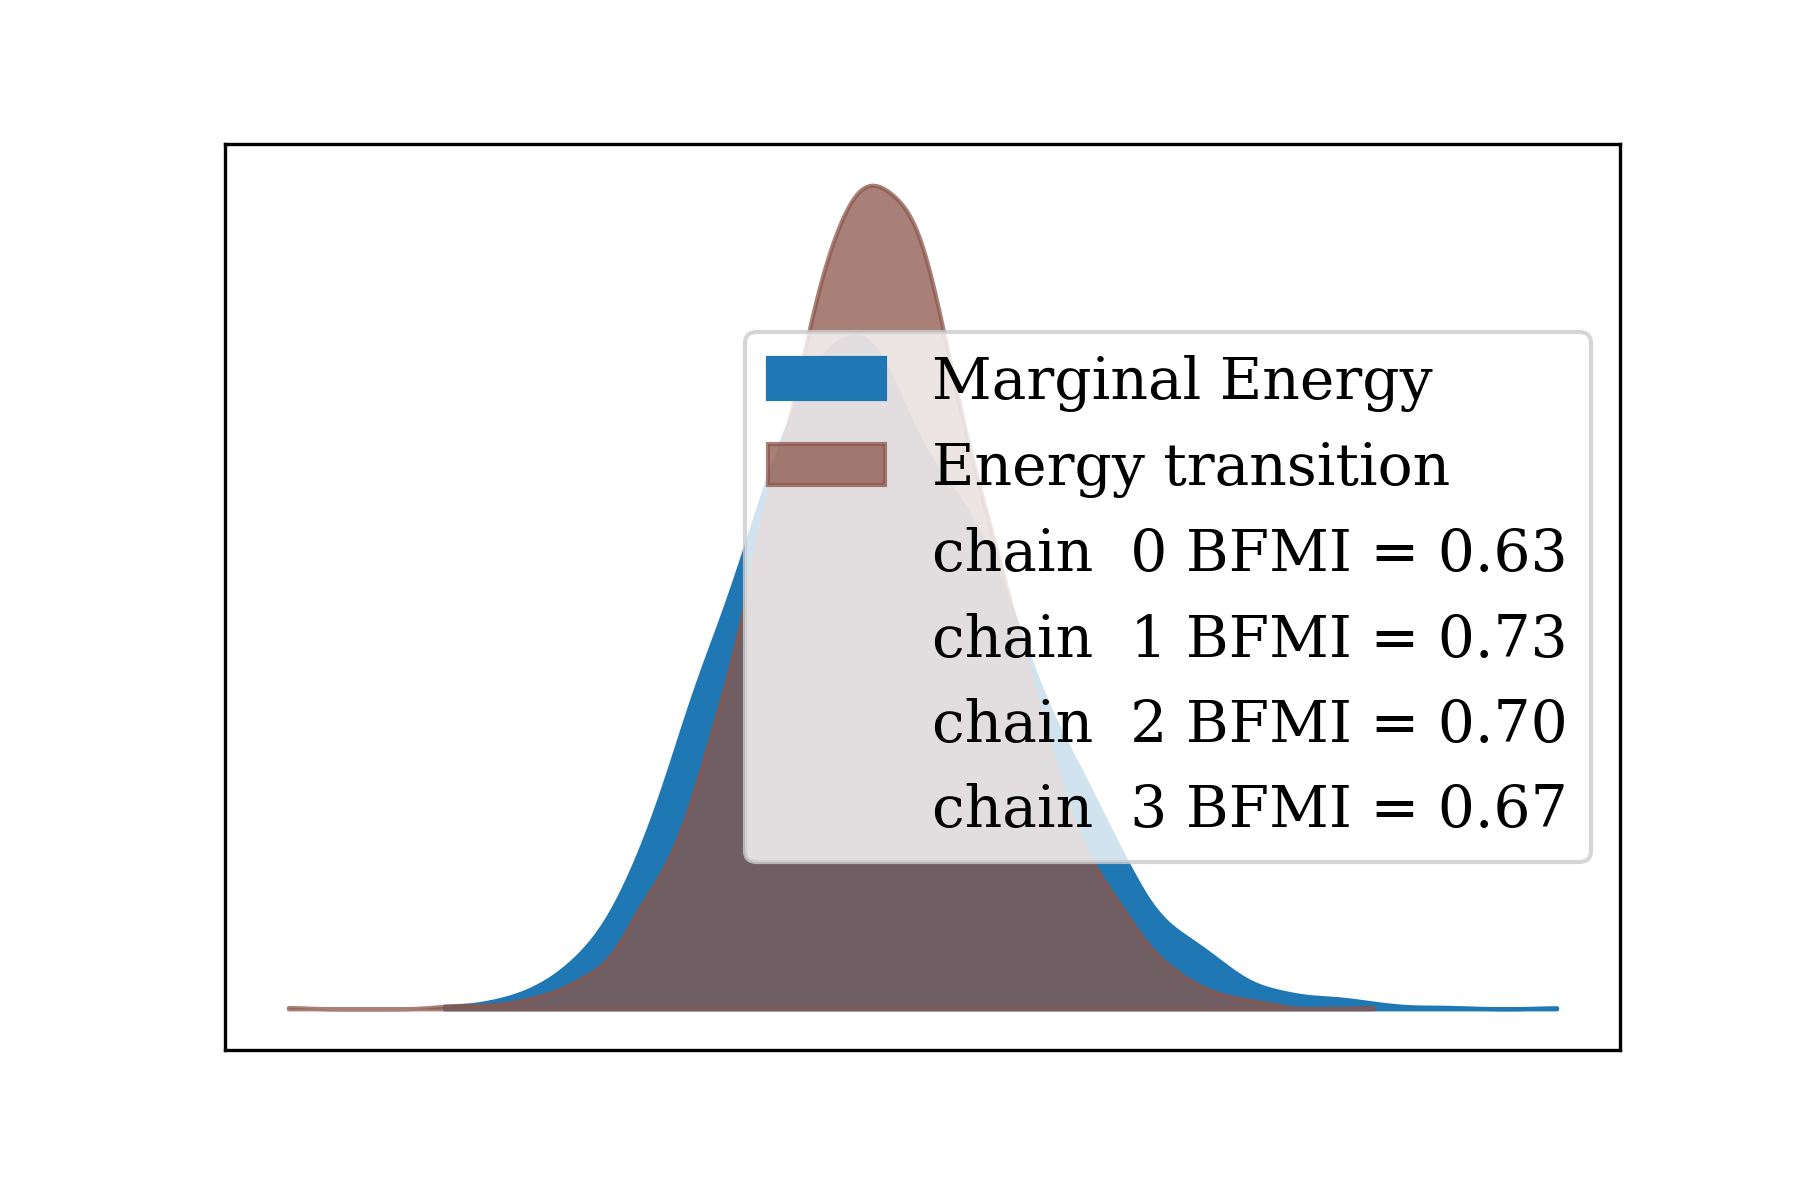 Marginal Energy
Energy transition
chain  0 BFMI = 0.63
chain  1 BFMI = 0.73
chain  2 BFMI = 0.70
chain  3 BFMI = 0.67